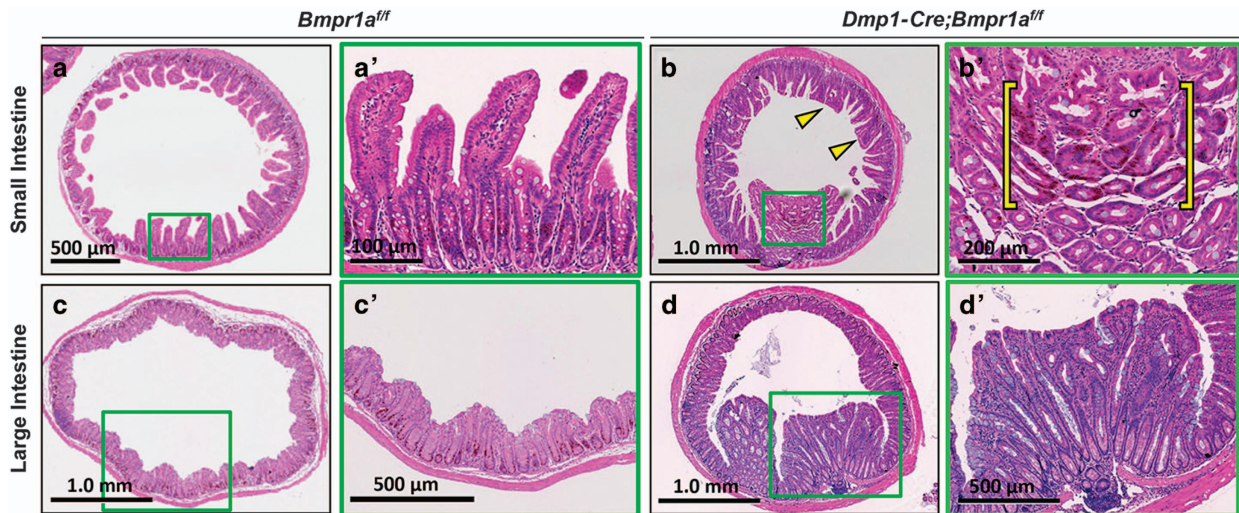 Bmpr1a^f/f
Dmp1-Cre;Bmpr1a^f/f
Small Intestine
a
500 µm
a'
100 µm
b
1.0 mm
b'
200 µm
Large Intestine
c
1.0 mm
c'
500 µm
d
1.0 mm
d'
500 µm